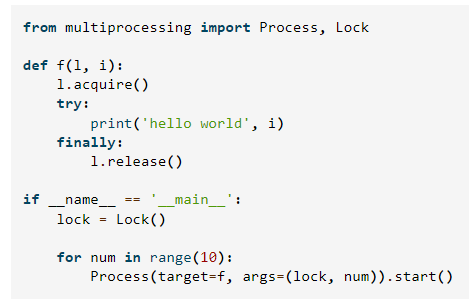 from multiprocessing import Process, Lock

def f(l, i):
    l.acquire()
    try:
        print('hello world', i)
    finally:
        l.release()

if __name__ == '__main__':
    lock = Lock()

    for num in range(10):
        Process(target=f, args=(lock, num)).start()